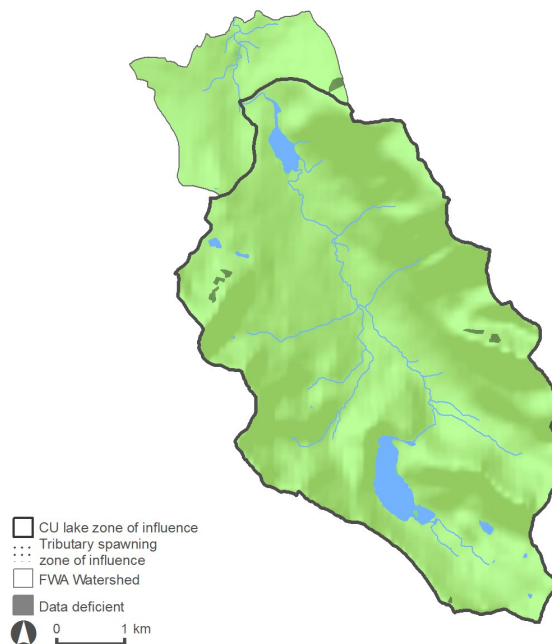 CU lake zone of influence
Tributary spawning
zone of influence
FWA Watershed
Data deficient
0 1 km